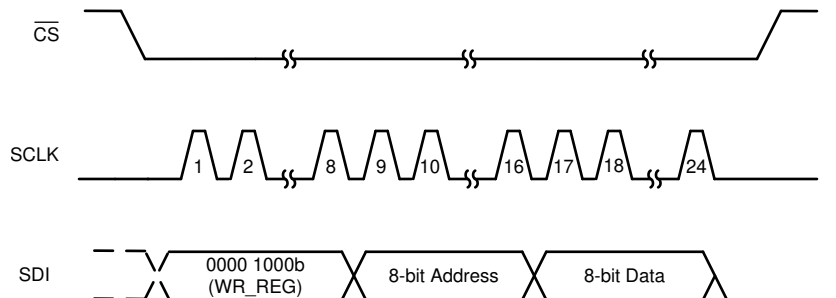 CS
SCLK
1 2 8 9 10 16 17 18 24
SDI
0000 1000b
(WR_REG)
8-bit Address
8-bit Data